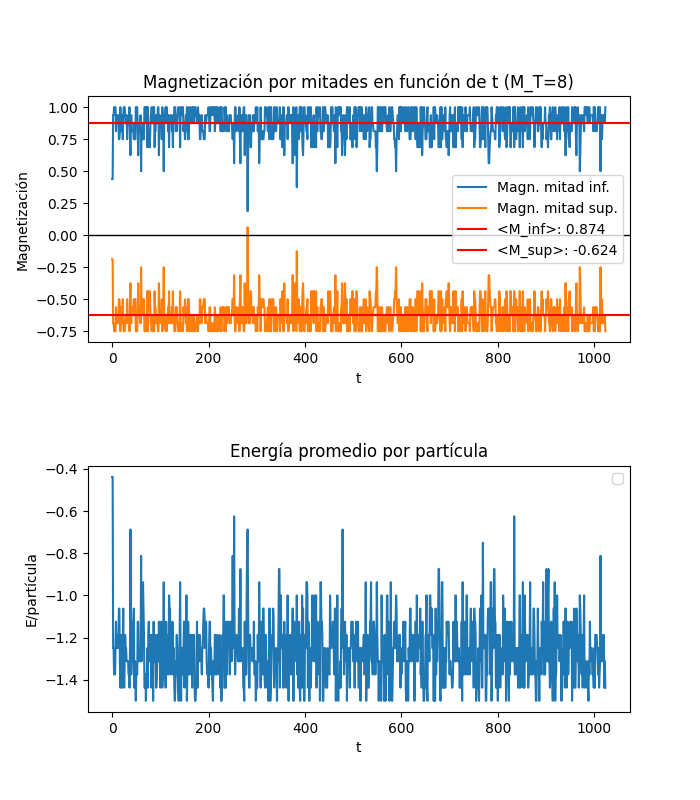 Magnetización por mitades en función de t (M_T=8)
1.00
0.75
0.50
0.25
0.00
−0.25
−0.50
−0.75
Magnetización
Magn. mitad inf.
Magn. mitad sup.
<M_inf>: 0.874
<M_sup>: -0.624
0
200
400
600
800
1000
t
Energía promedio por partícula
−0.4
−0.6
−0.8
−1.0
−1.2
−1.4
E/partícula
0
200
400
600
800
1000
t